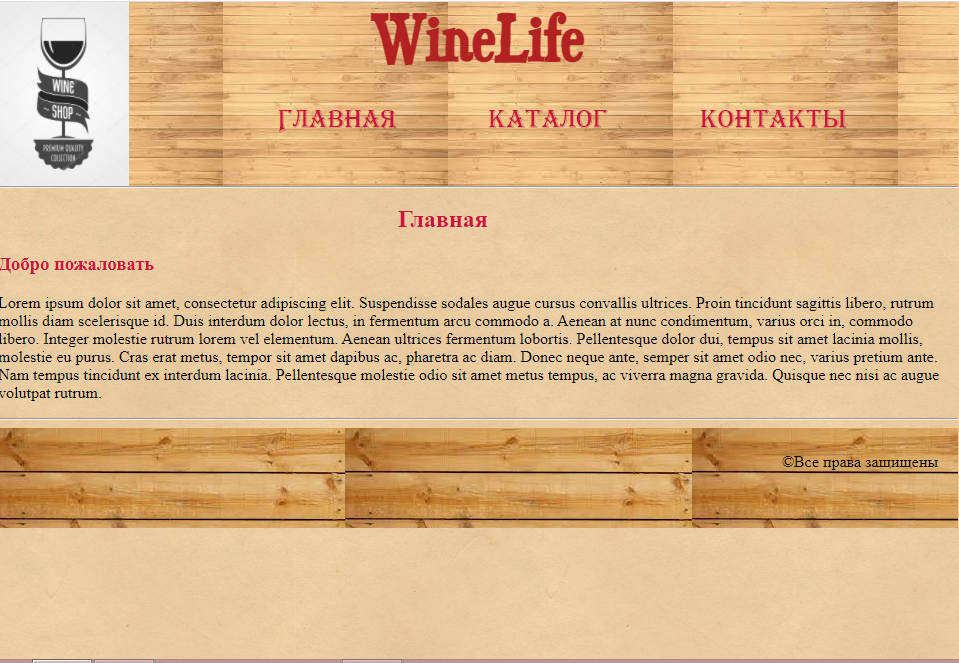 WINE
SHOP
PREMIUM QUALITY
COLLECTION
WineLife
ГЛАВНАЯ КАТАЛОГ КОНТАКТЫ
Главная
Добро пожаловать
Lorem ipsum dolor sit amet, consectetur adipiscing elit. Suspendisse sodales augue cursus convallis ultrices. Proin tincidunt sagittis libero, rutrum
mollis diam scelerisque id. Duis interdum dolor lectus, in fermentum arcu commodo a. Aenean at nunc condimentum, varius orci in, commodo
libero. Integer molestie rutrum lorem vel elementum. Aenean ultrices fermentum lobortis. Pellentesque dolor dui, tempus sit amet lacinia mollis,
molestie eu purus. Cras erat metus, tempor sit amet dapibus ac, pharetra ac diam. Donec neque ante, semper sit amet odio nec, varius pretium ante.
Nam tempus tincidunt ex interdum lacinia. Pellentesque molestie odio sit amet metus tempus, ac viverra magna gravida. Quisque nec nisi ac augue
volutpat rutrum.
©Все права зашищены